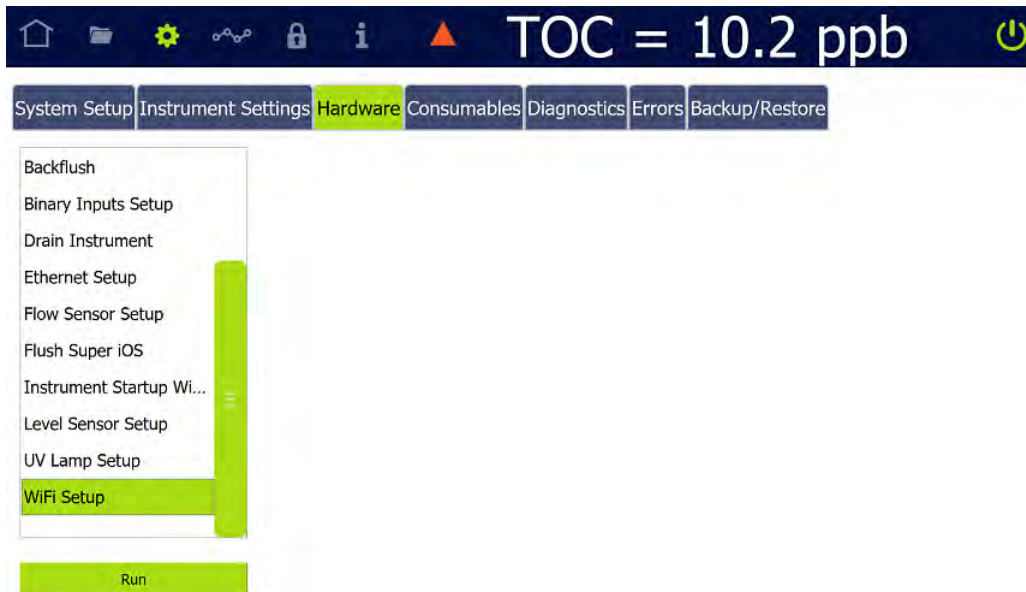 i TOC = 10.2 ppb
System Setup Instrument Settings Hardware Consumables Diagnostics Errors Backup/Restore
Backflush
Binary Inputs Setup
Drain Instrument
Ethernet Setup
Flow Sensor Setup
Flush Super iOS
Instrument Startup Wi...
Level Sensor Setup
UV Lamp Setup
WiFi Setup
Run